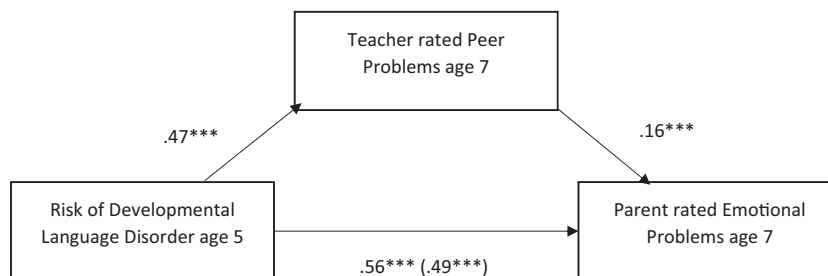 Teacher rated Peer
Problems age 7
.47***
.16***
Risk of Developmental
Language Disorder age 5
Parent rated Emotional
Problems age 7
.56*** (.49***)